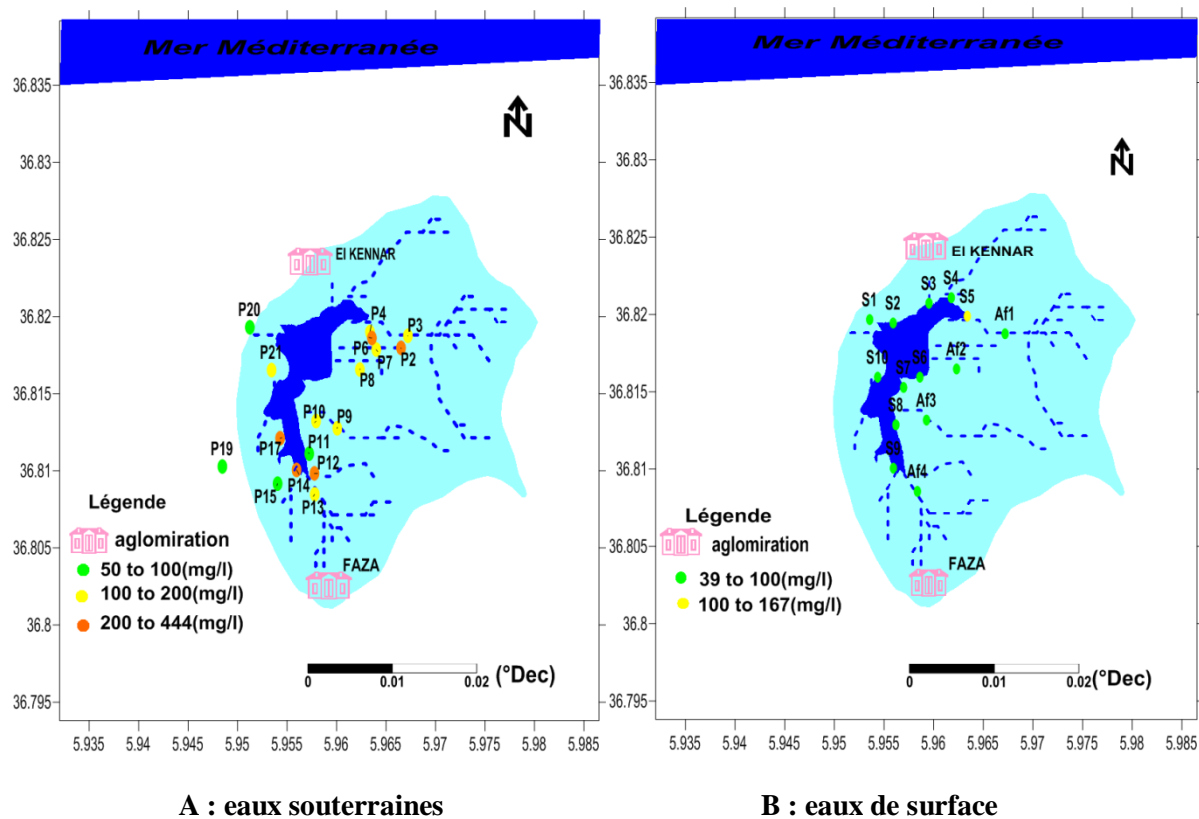 Mer Méditerranée
36.835
36.83
36.825
36.82
36.815
36.81
36.805
36.8
36.795
N
El KENNAR
P20
P4
P3
P21
P6
P7
P2
P8
P10
P9
P17
P11
P19
P12
P14
P15
P13
FAZA
Légende
aglomiration
50 to 100(mg/l)
100 to 200(mg/l)
200 to 444(mg/l)
0
0.01
0.02
(°Dec)
5.935
5.94
5.945
5.95
5.955
5.96
5.965
5.97
5.975
5.98
5.985
A : eaux souterraines
Mer Méditerranée
36.835
36.83
36.825
36.82
36.815
36.81
36.805
36.8
36.795
N
El KENNAR
S3
S4
S1
S2
S5
Af1
S10
S7
S6
Af2
S8
Af3
S9
Af4
FAZA
Légende
aglomiration
39 to 100(mg/l)
100 to 167(mg/l)
0
0.01
0.02
(°Dec)
5.935
5.94
5.945
5.95
5.955
5.96
5.965
5.97
5.975
5.98
5.985
B : eaux de surface